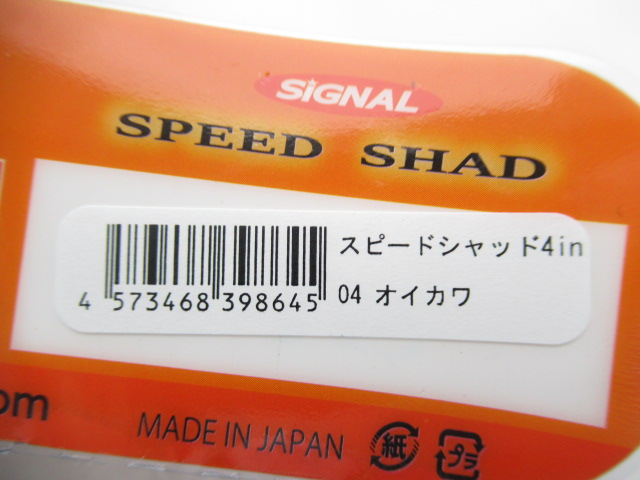 SiGNAL
SPEED SHAD
スピードシャッド4in
4 573468 398645
04 オイカワ
om
MADE IN JAPAN
紙
プラ